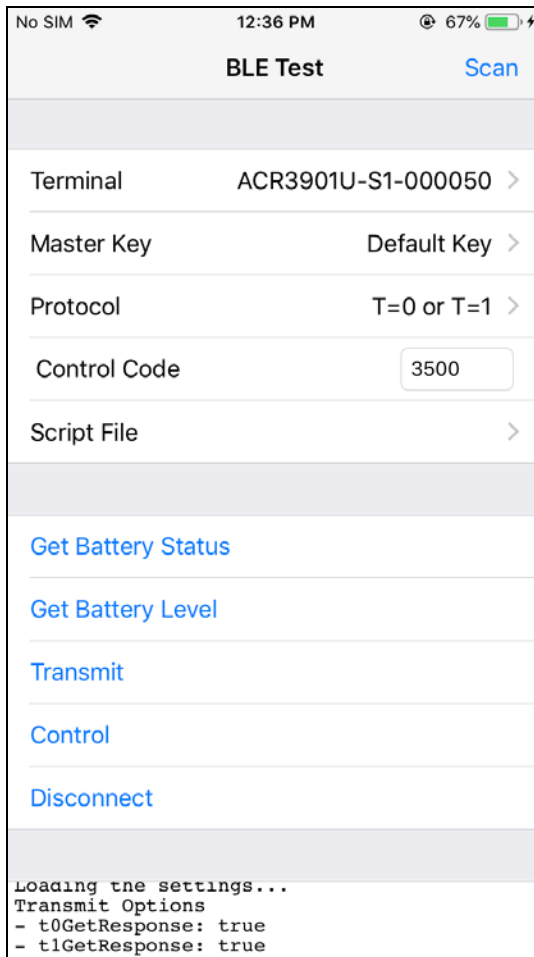 No SIM 12:36 PM 67%
BLE Test Scan
Terminal ACR3901U-S1-000050
Master Key Default Key
Protocol T=0 or T=1
Control Code 3500
Script File
Get Battery Status
Get Battery Level
Transmit
Control
Disconnect
Loading the settings...
Transmit Options
- t0GetResponse: true
- t1GetResponse: true